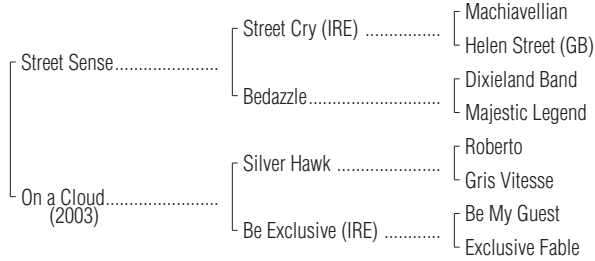 Machiavellian
Street Cry (IRE) .................
Helen Street (GB)
Street Sense.......................
Dixieland Band
Bedazzle.............................
Majestic Legend
Roberto
Silver Hawk .......................
Gris Vitesse
On a Cloud.........................
(2003)
Be My Guest
Be Exclusive (IRE) ............
Exclusive Fable